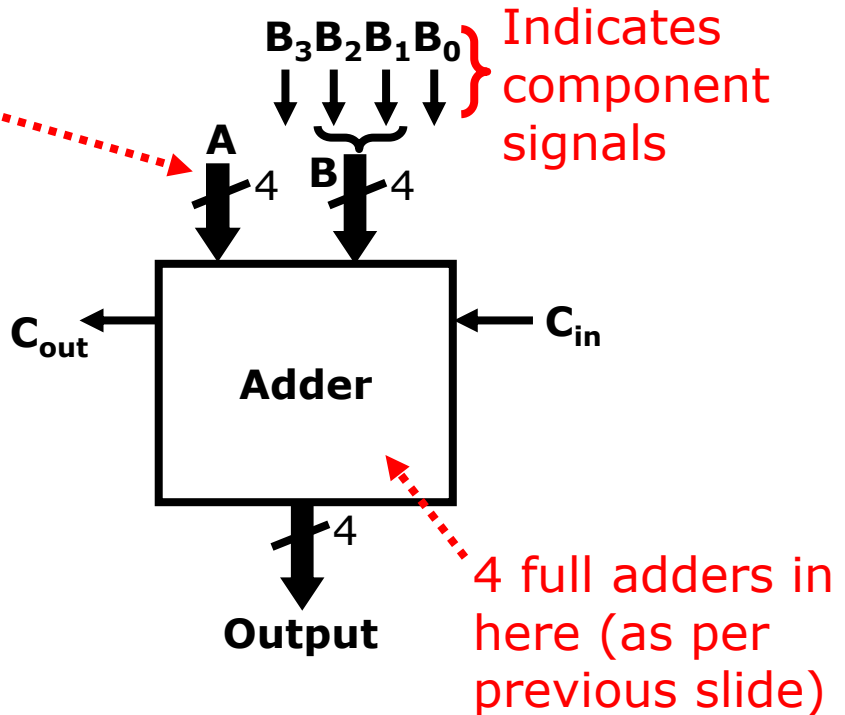 B₃B₂B₁B₀
Indicates
component
signals
A
4
B
4
Cout
Cin
Adder
4
Output
4 full adders in
here (as per
previous slide)